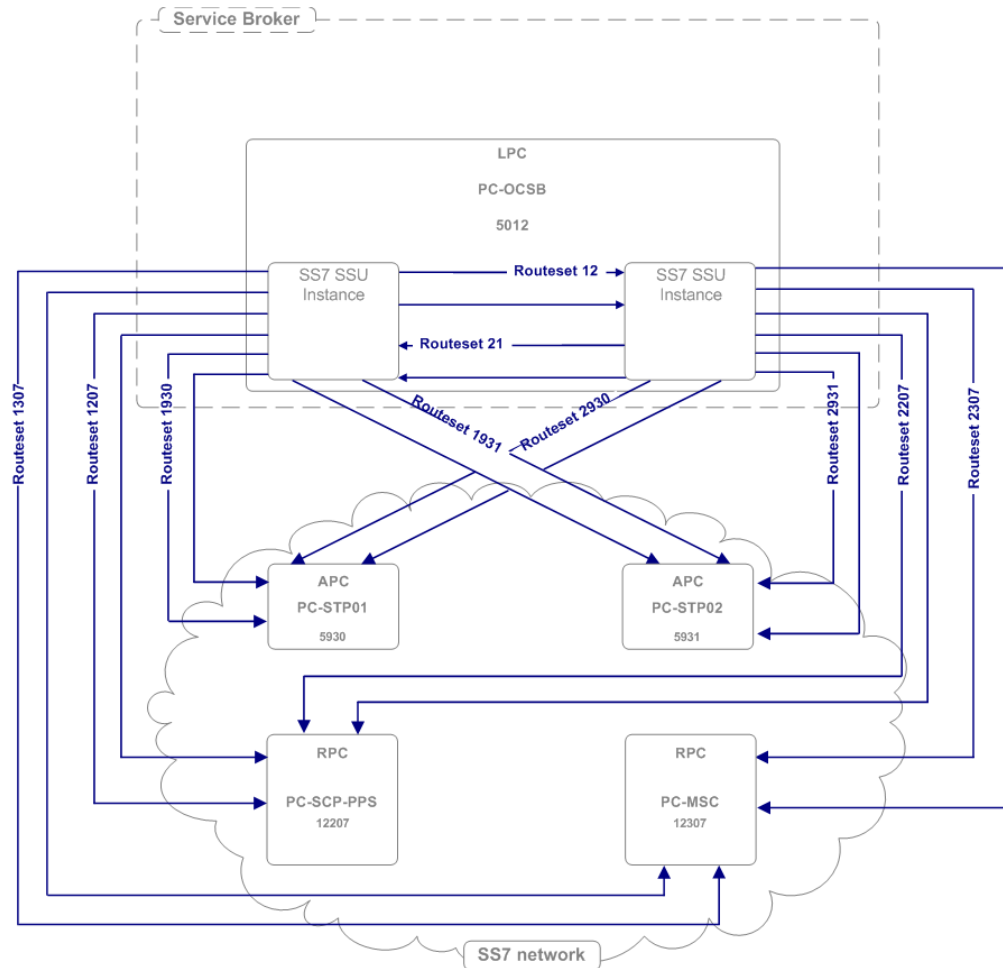 Service Broker
LPC
PC-OCSB
5012
SS7 SSU
Instance
Routeset 12
SS7 SSU
Instance
Routeset 21
Routeset 1307
Routeset 1207
Routeset 1930
Routeset 1931
Routeset 2930
Routeset 2931
Routeset 2207
Routeset 2307
APC
PC-STP01
5930
APC
PC-STP02
5931
RPC
PC-SCP-PPS
12207
RPC
PC-MSC
12307
SS7 network